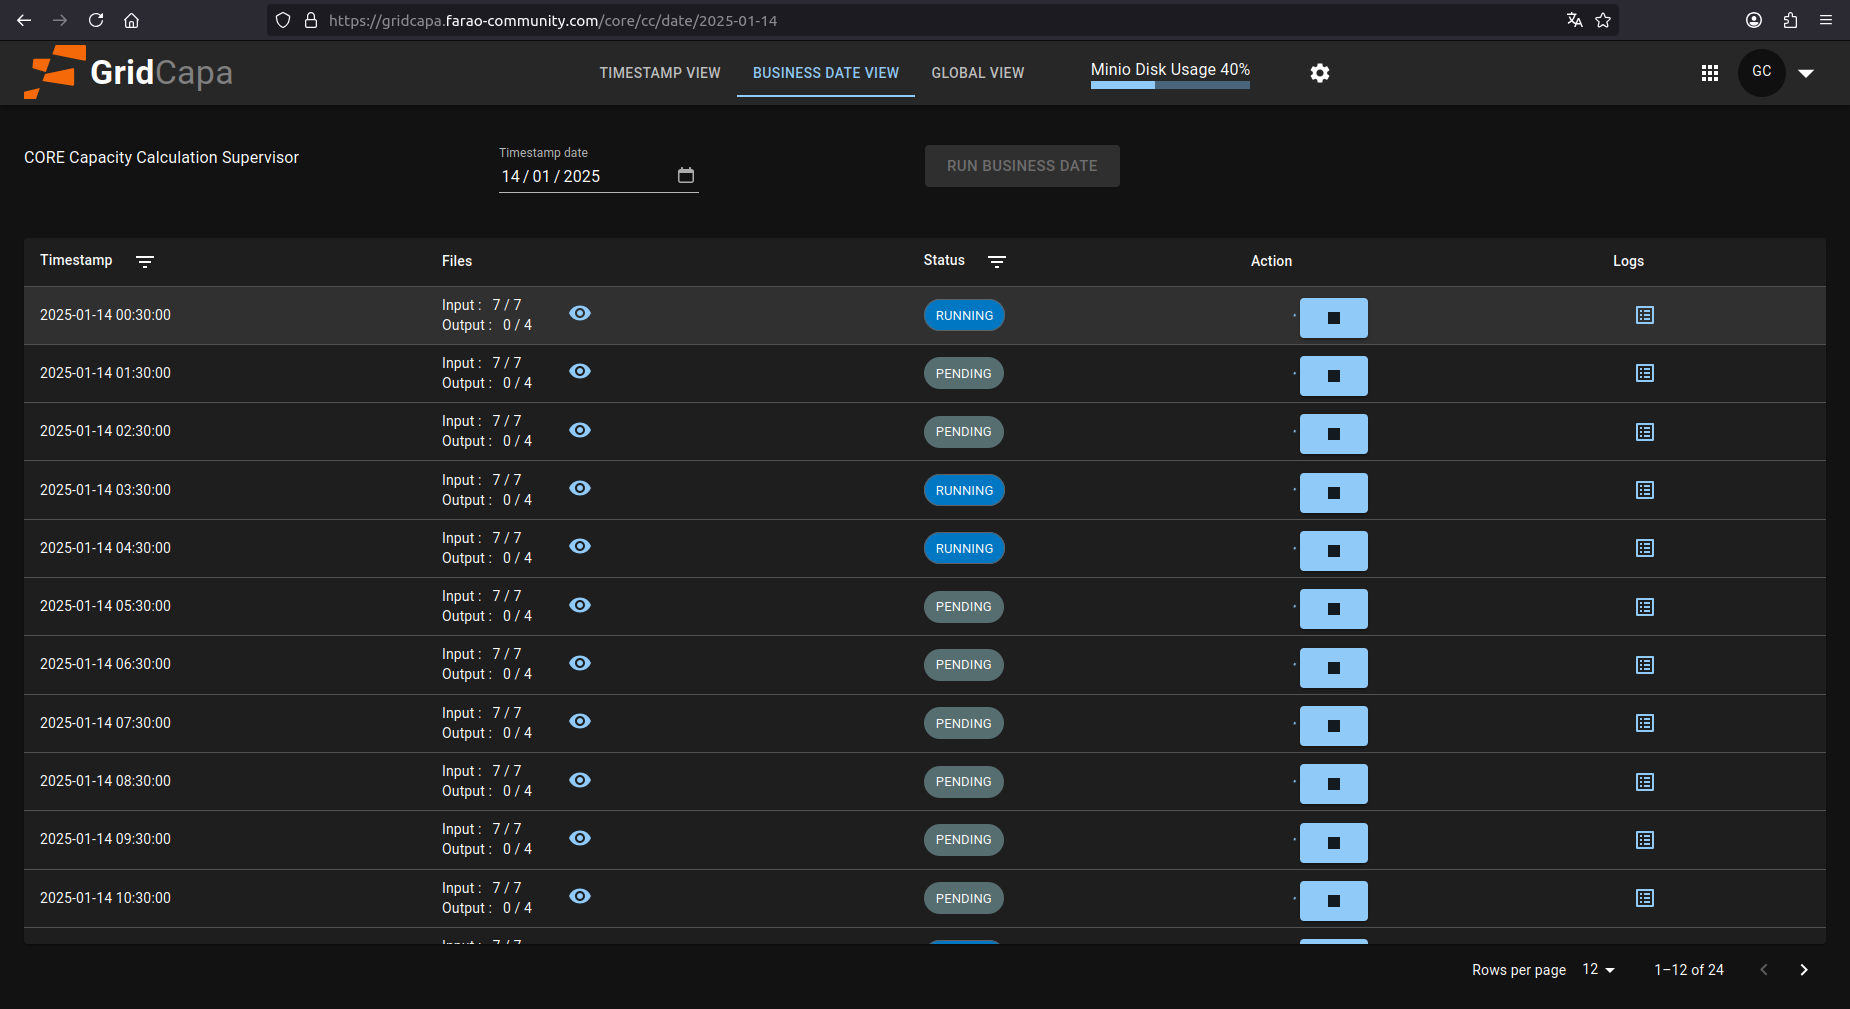 https://gridcapa.farao-community.com/core/cc/date/2025-01-14
GridCapa
TIMESTAMP VIEW
BUSINESS DATE VIEW
GLOBAL VIEW
Minio Disk Usage 40%
GC
CORE Capacity Calculation Supervisor
Timestamp date
14 / 01 / 2025
RUN BUSINESS DATE
Timestamp Files Status Action Logs
2025-01-14 00:30:00
Input : 7 / 7
Output : 0 / 4
RUNNING
2025-01-14 01:30:00
Input : 7 / 7
Output : 0 / 4
PENDING
2025-01-14 02:30:00
Input : 7 / 7
Output : 0 / 4
PENDING
2025-01-14 03:30:00
Input : 7 / 7
Output : 0 / 4
RUNNING
2025-01-14 04:30:00
Input : 7 / 7
Output : 0 / 4
RUNNING
2025-01-14 05:30:00
Input : 7 / 7
Output : 0 / 4
PENDING
2025-01-14 06:30:00
Input : 7 / 7
Output : 0 / 4
PENDING
2025-01-14 07:30:00
Input : 7 / 7
Output : 0 / 4
PENDING
2025-01-14 08:30:00
Input : 7 / 7
Output : 0 / 4
PENDING
2025-01-14 09:30:00
Input : 7 / 7
Output : 0 / 4
PENDING
2025-01-14 10:30:00
Input : 7 / 7
Output : 0 / 4
PENDING
Rows per page 12 1–12 of 24